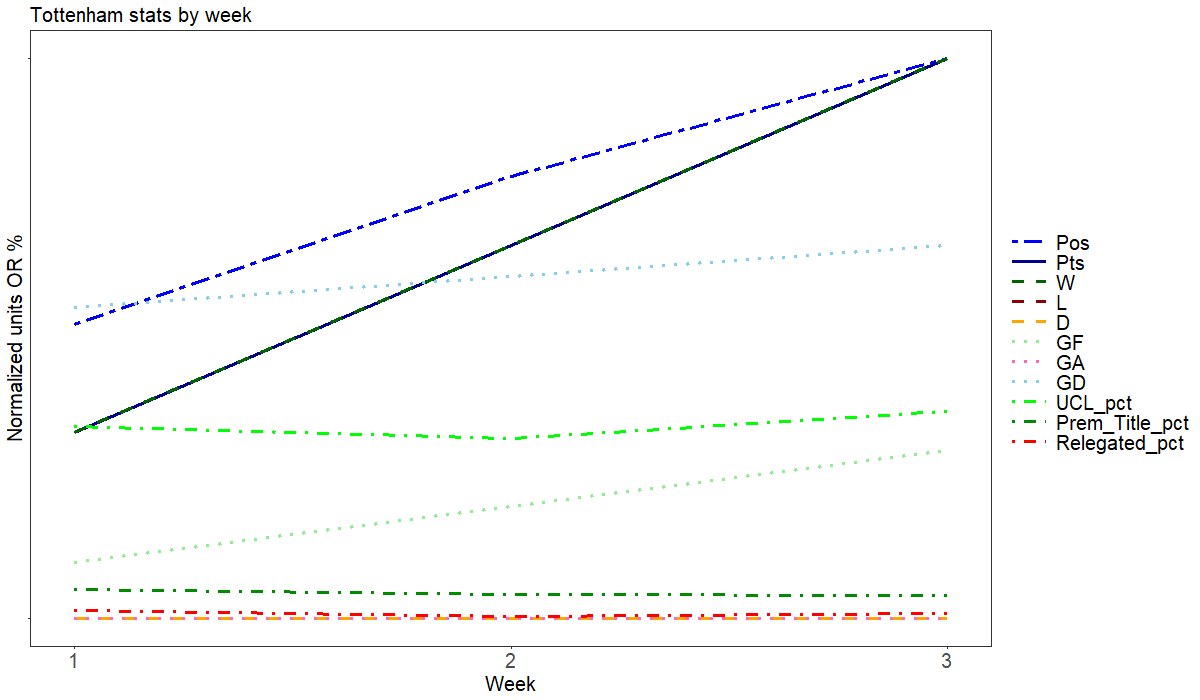 Tottenham stats by week
Normalized units OR %
Pos
Pts
W
L
D
GF
GA
GD
UCL_pct
Prem_Title_pct
Relegated_pct
1
2
3
Week